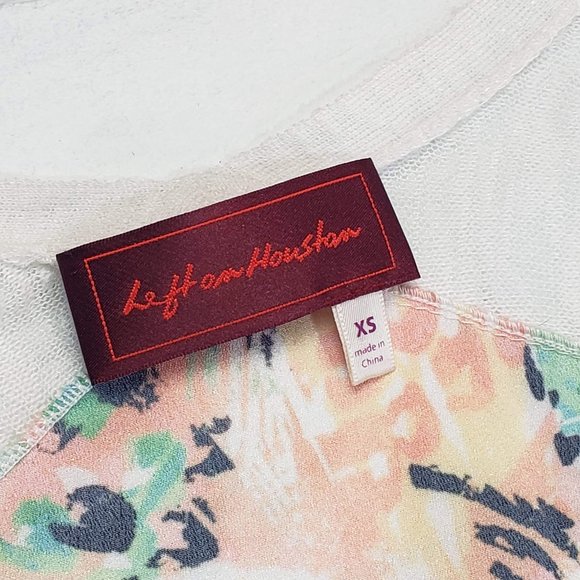 Left on Houston
XS
made in
China